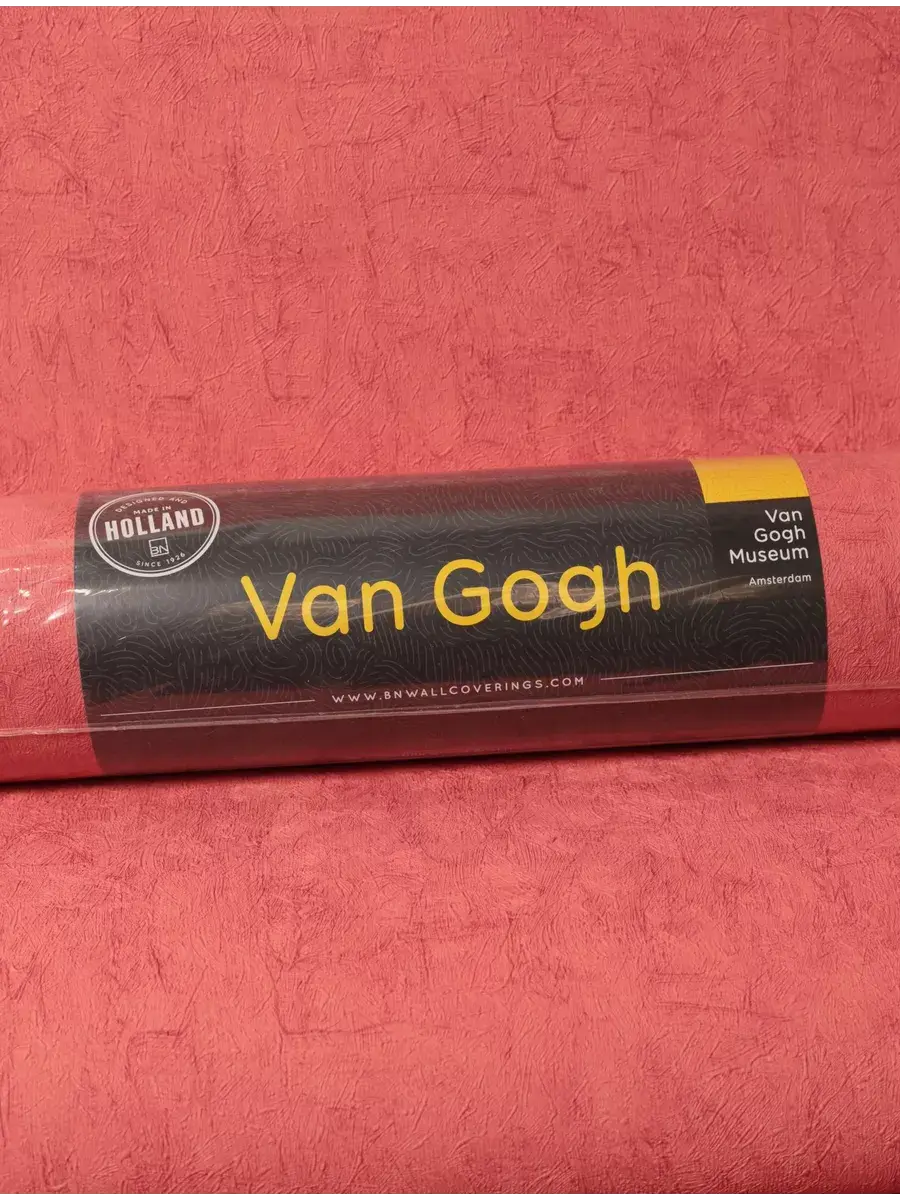 DESIGNED AND
MADE IN
HOLLAND
BN
SINCE 1926
Van Gogh
Van
Gogh
Museum
Amsterdam
WWW.BNWALLCOVERINGS.COM